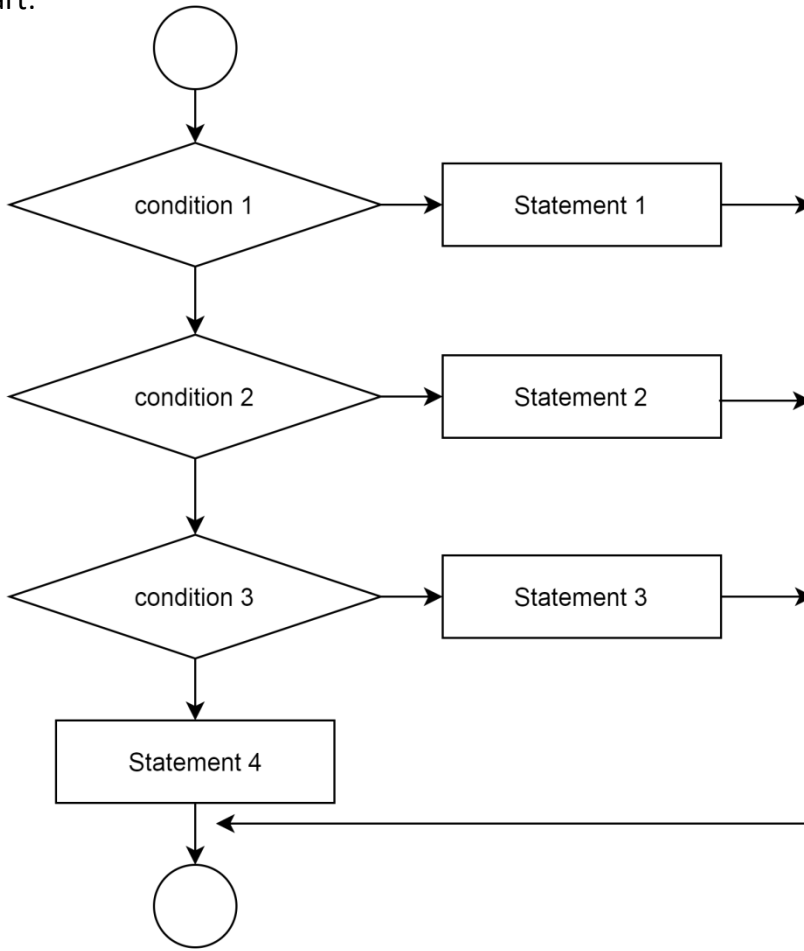 condition 1
Statement 1
condition 2
Statement 2
condition 3
Statement 3
Statement 4